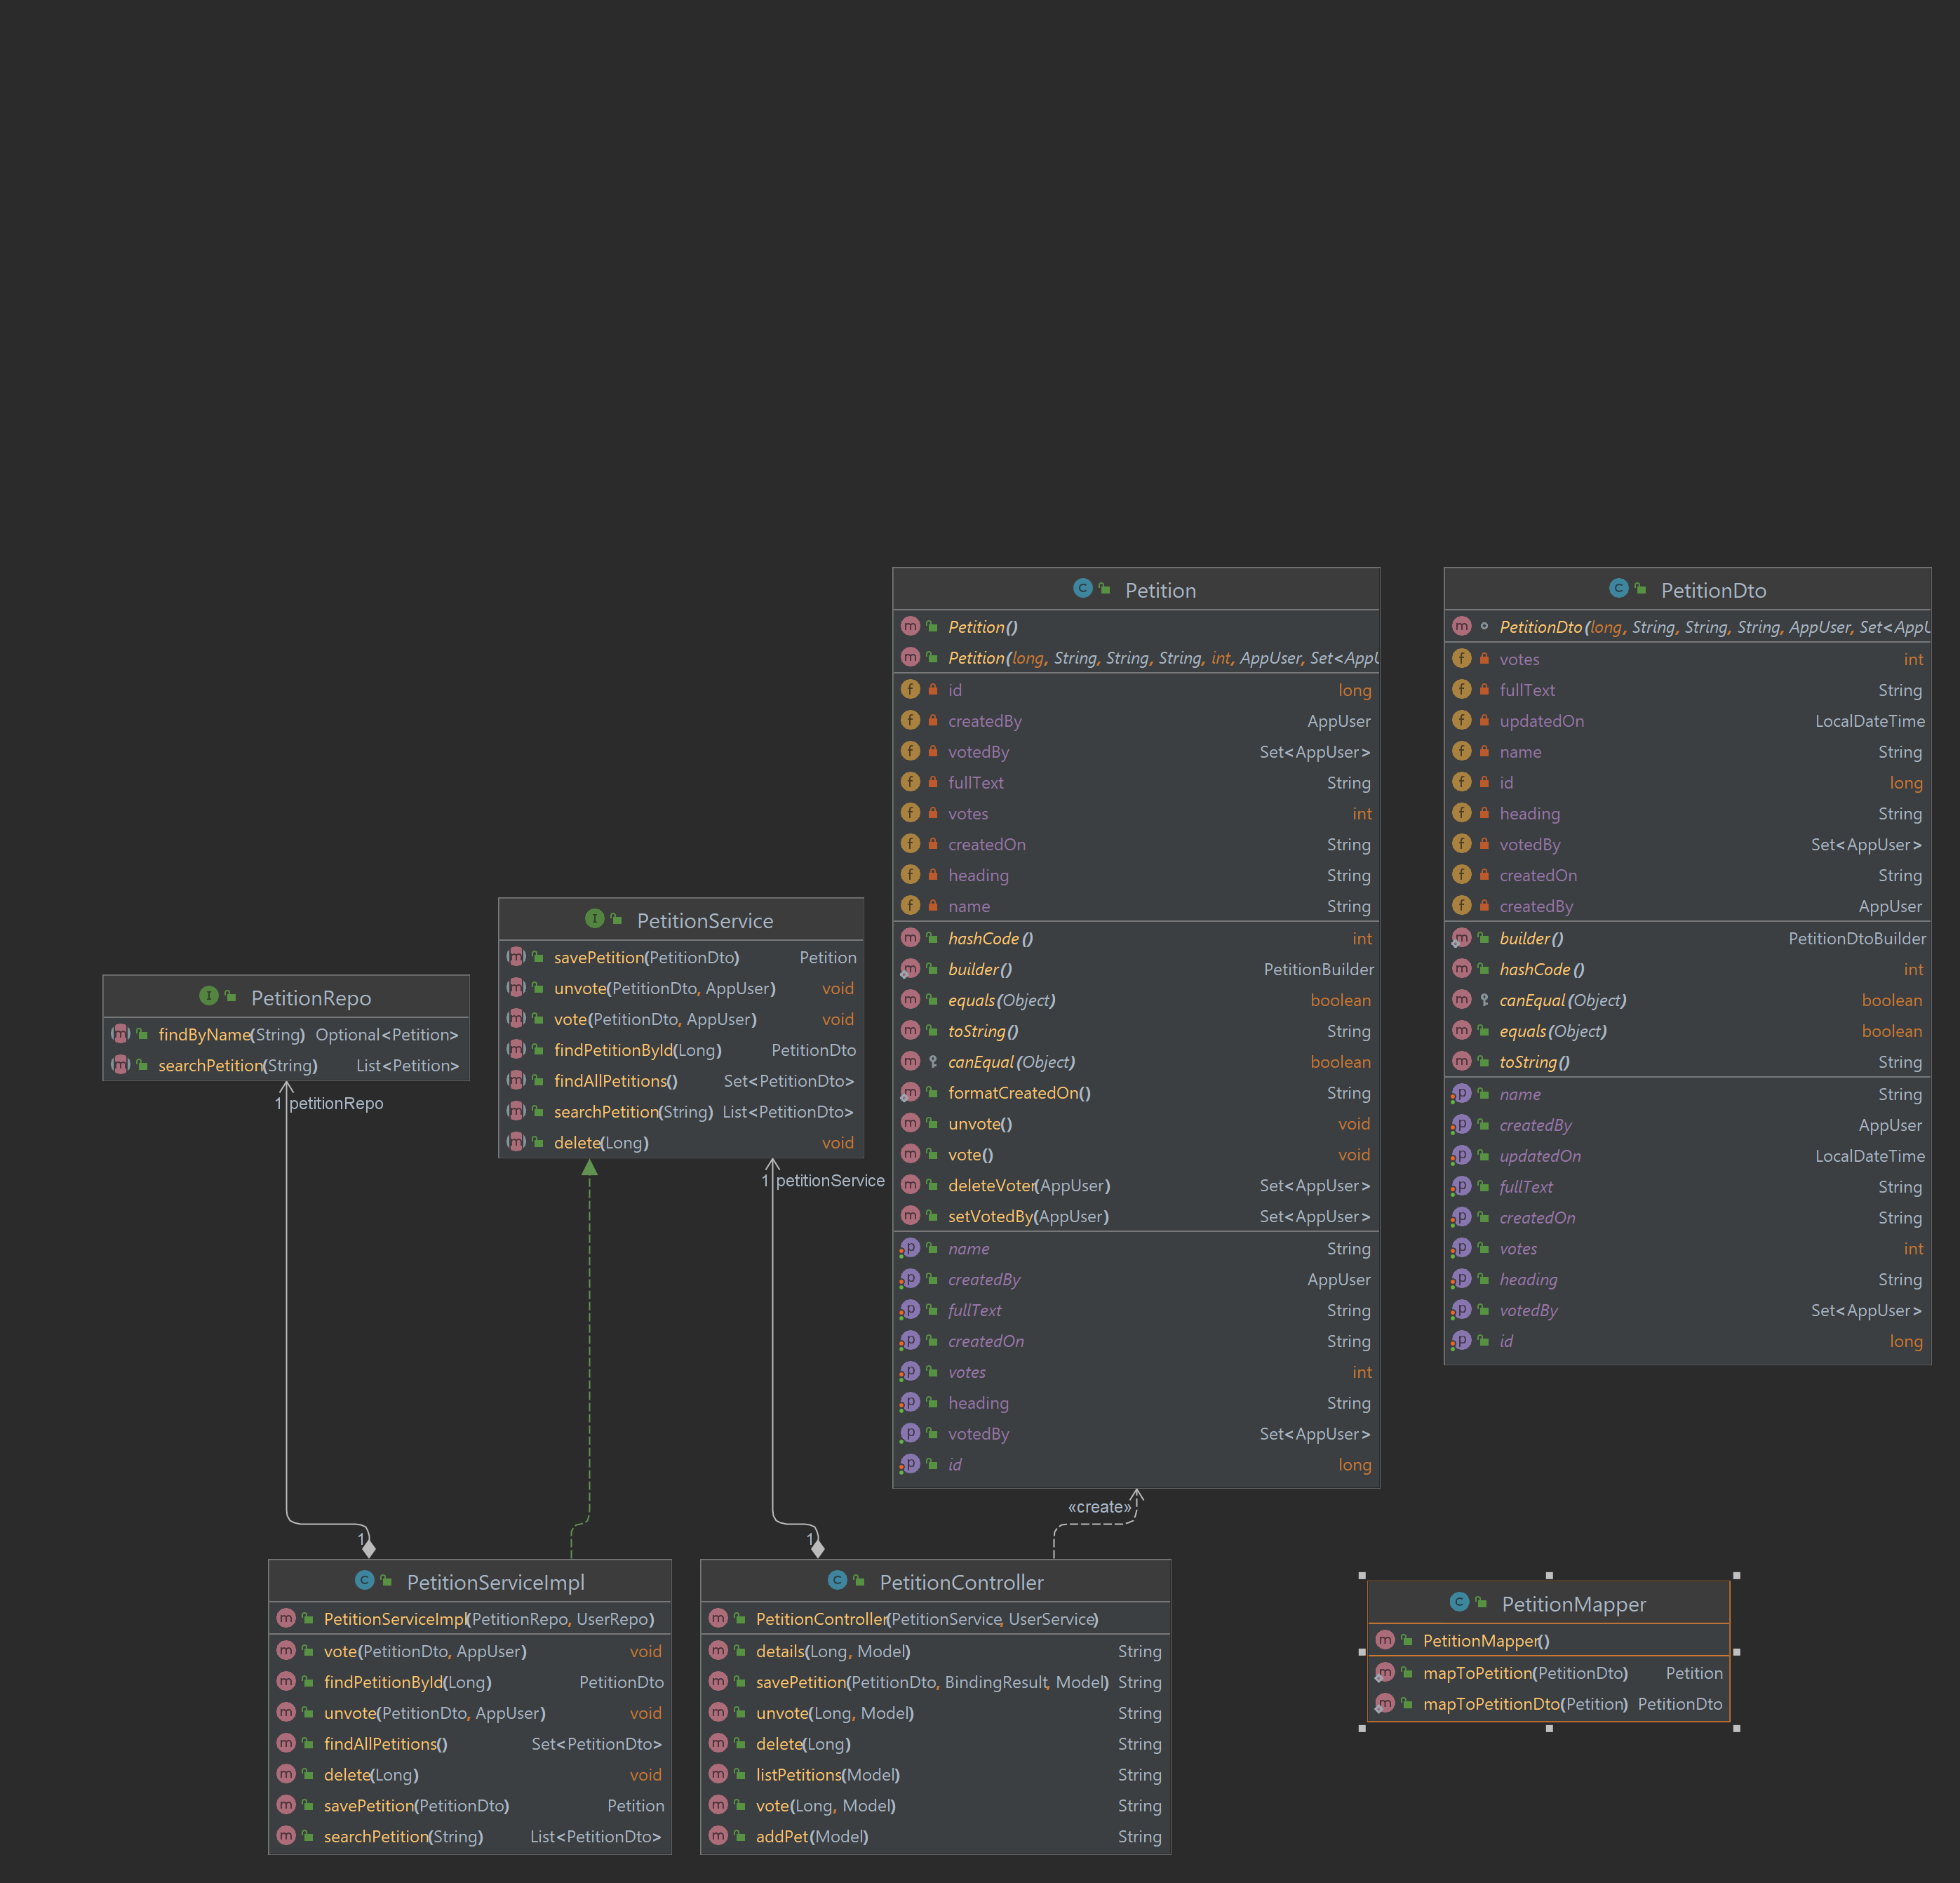 Petition
Petition()
Petition(long, String, String, String, int, AppUser, Set<AppU
id long
createdBy AppUser
votedBy Set<AppUser>
fullText String
votes int
createdOn String
heading String
name String
hashCode() int
builder() PetitionBuilder
equals(Object) boolean
toString() String
canEqual(Object) boolean
formatCreatedOn() String
unvote() void
vote() void
deleteVoter(AppUser) Set<AppUser>
setVotedBy(AppUser) Set<AppUser>
name String
createdBy AppUser
fullText String
createdOn String
votes int
heading String
votedBy Set<AppUser>
id long
PetitionDto
PetitionDto(long, String, String, String, AppUser, Set<AppU
votes int
fullText String
updatedOn LocalDateTime
name String
id long
heading String
votedBy Set<AppUser>
createdOn String
createdBy AppUser
builder() PetitionDtoBuilder
hashCode() int
canEqual(Object) boolean
equals(Object) boolean
toString() String
name String
createdBy AppUser
updatedOn LocalDateTime
fullText String
createdOn String
votes int
heading String
votedBy Set<AppUser>
id long
PetitionService
savePetition(PetitionDto) Petition
unvote(PetitionDto, AppUser) void
vote(PetitionDto, AppUser) void
findPetitionById(Long) PetitionDto
findAllPetitions() Set<PetitionDto>
searchPetition(String) List<PetitionDto>
delete(Long) void
PetitionRepo
findByName(String) Optional<Petition>
searchPetition(String) List<Petition>
1 petitionRepo
1 petitionService
«create»
1
1
PetitionServiceImpl
PetitionServiceImpl(PetitionRepo, UserRepo)
vote(PetitionDto, AppUser) void
findPetitionById(Long) PetitionDto
unvote(PetitionDto, AppUser) void
findAllPetitions() Set<PetitionDto>
delete(Long) void
savePetition(PetitionDto) Petition
searchPetition(String) List<PetitionDto>
PetitionController
PetitionController(PetitionService, UserService)
details(Long, Model) String
savePetition(PetitionDto, BindingResult, Model) String
unvote(Long, Model) String
delete(Long) String
listPetitions(Model) String
vote(Long, Model) String
addPet(Model) String
PetitionMapper
PetitionMapper()
mapToPetition(PetitionDto) Petition
mapToPetitionDto(Petition) PetitionDto